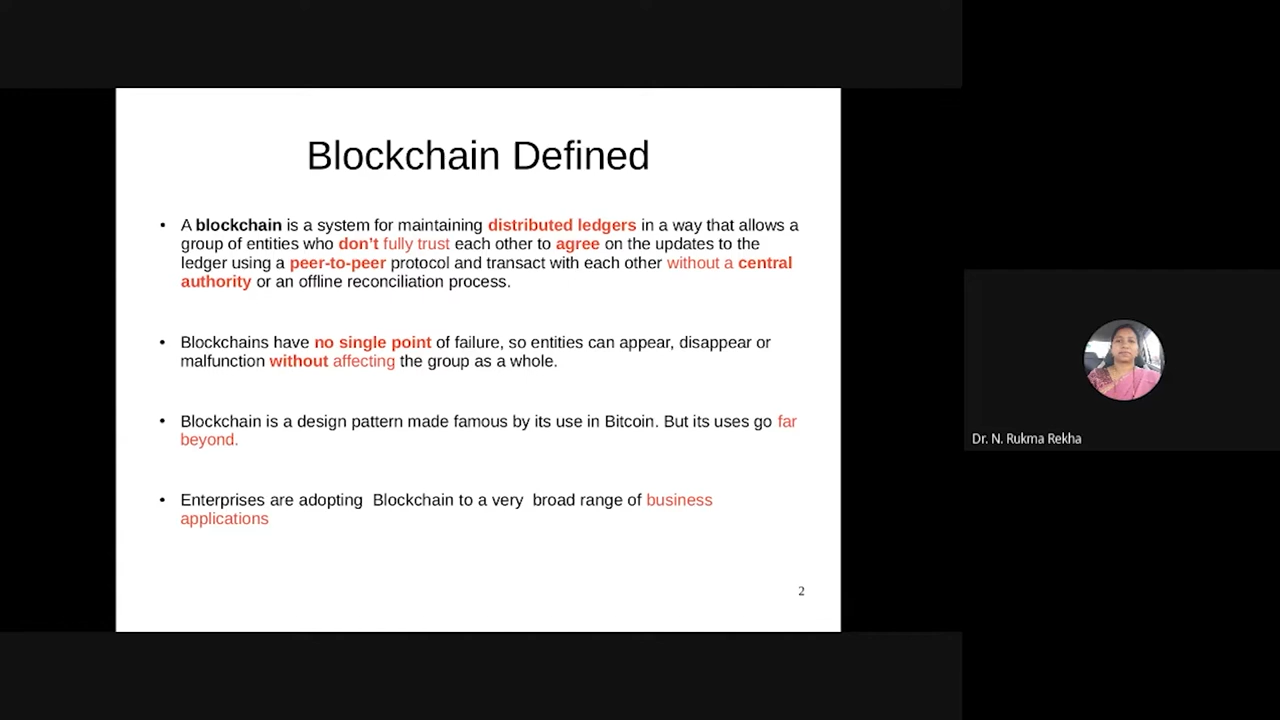 Blockchain Defined
• A blockchain is a system for maintaining distributed ledgers in a way that allows a
group of entities who don't fully trust each other to agree on the updates to the
ledger using a peer-to-peer protocol and transact with each other without a central
authority or an offline reconciliation process.
• Blockchains have no single point of failure, so entities can appear, disappear or
malfunction without affecting the group as a whole.
• Blockchain is a design pattern made famous by its use in Bitcoin. But its uses go far
beyond.
• Enterprises are adopting  Blockchain to a very  broad range of business
applications
2
Dr. N. Rukma Rekha